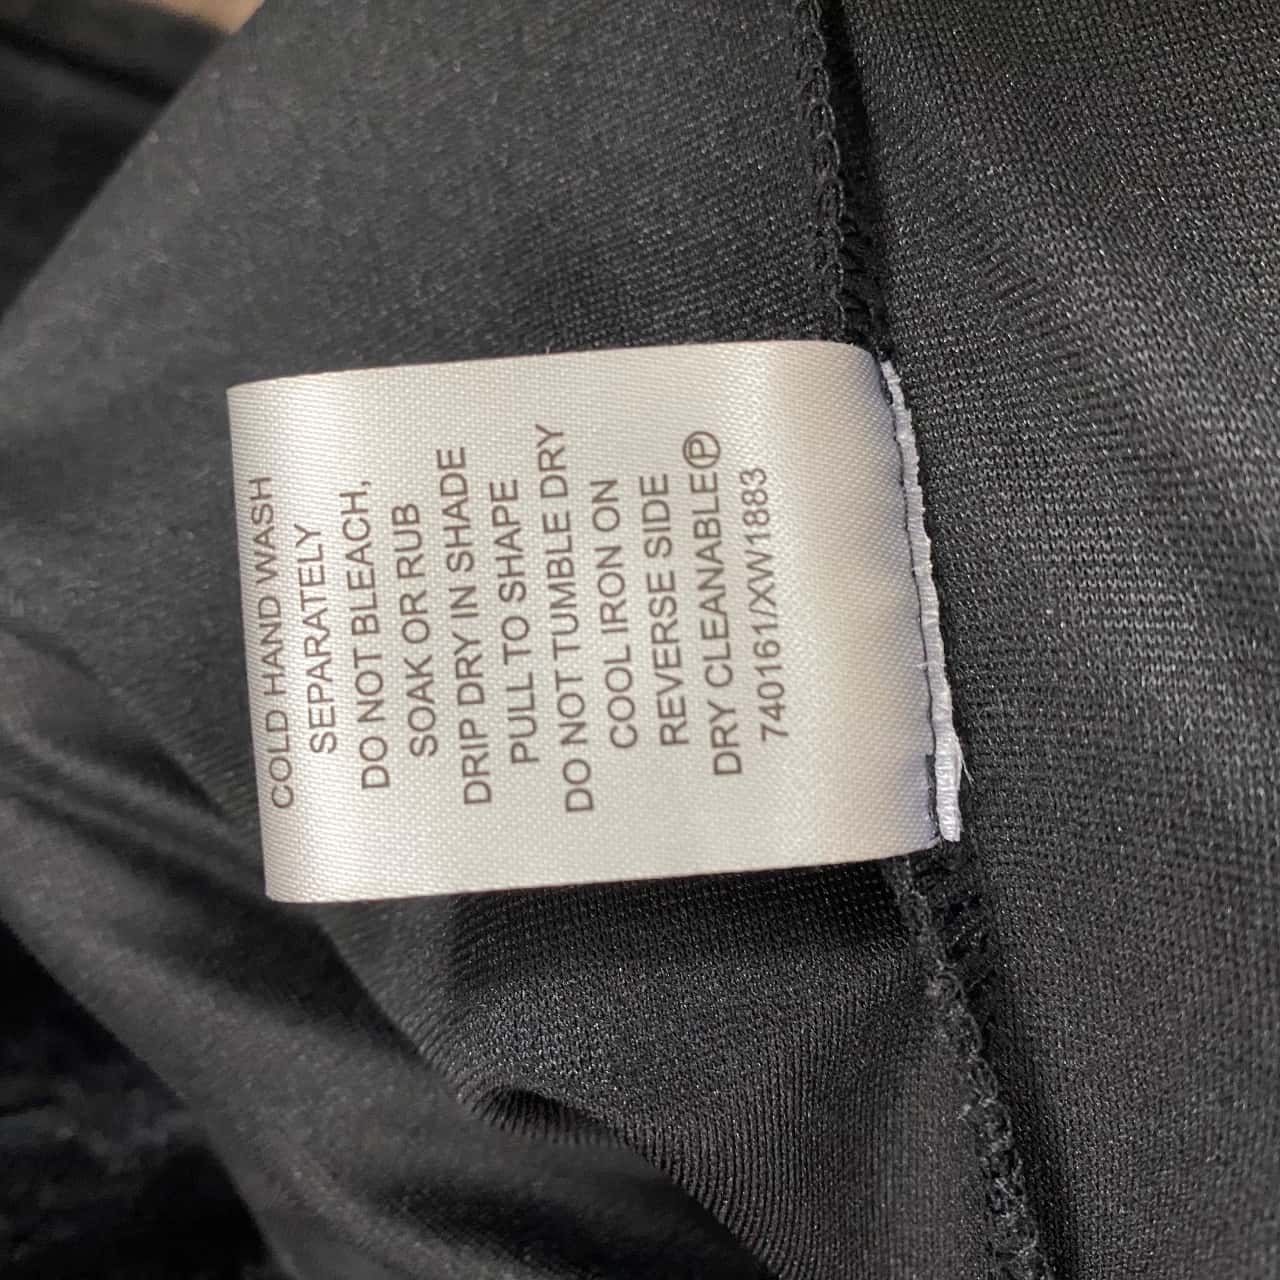 COLD HAND WASH
SEPARATELY
DO NOT BLEACH,
SOAK OR RUB
DRIP DRY IN SHADE
PULL TO SHAPE
DO NOT TUMBLE DRY
COOL IRON ON
REVERSE SIDE
DRY CLEANABLEⓅ
740161/XW1883